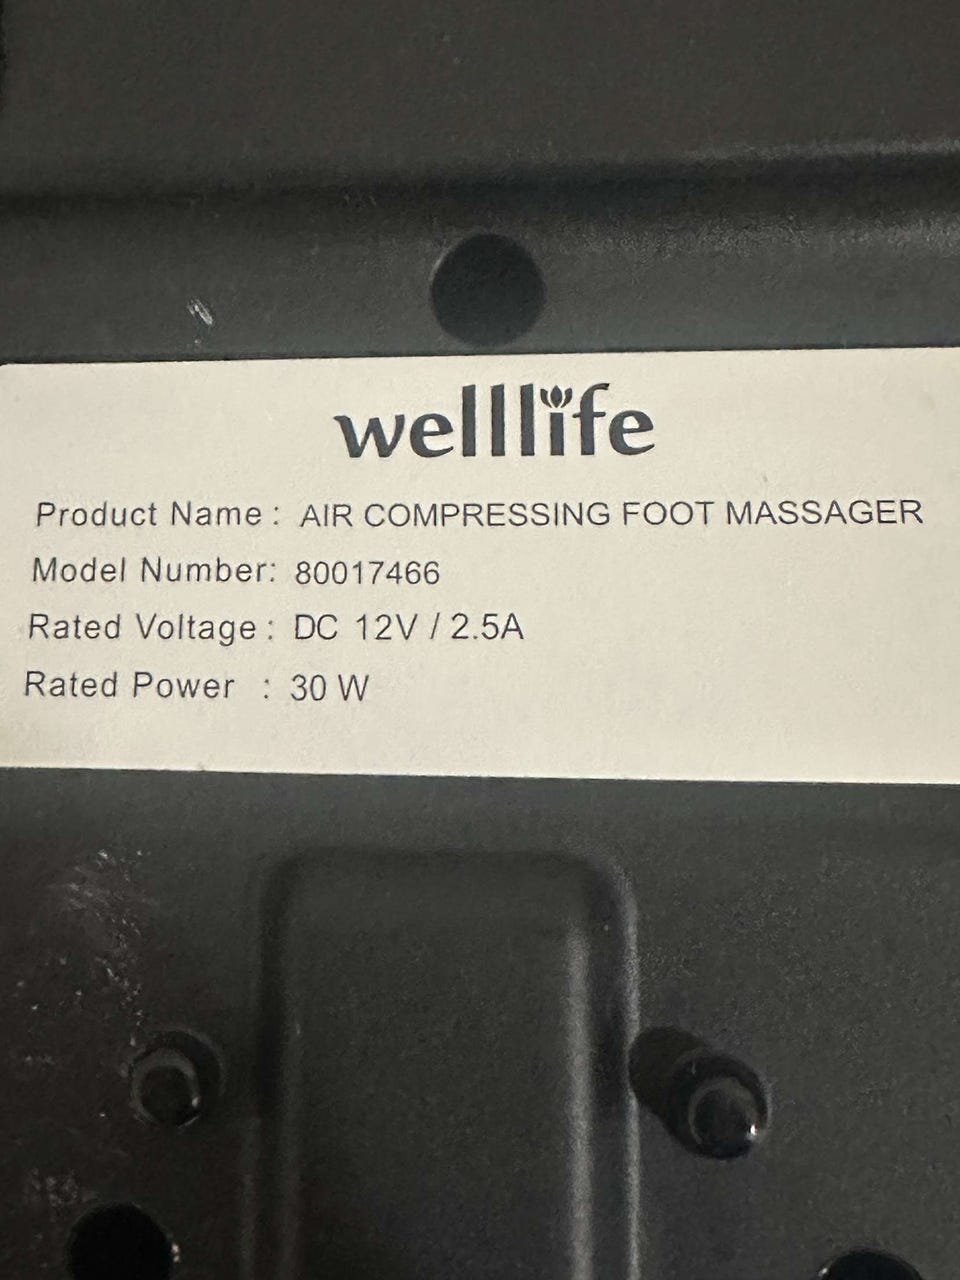 welllife
Product Name : AIR COMPRESSING FOOT MASSAGER
Model Number: 80017466
Rated Voltage : DC 12V / 2.5A
Rated Power : 30 W